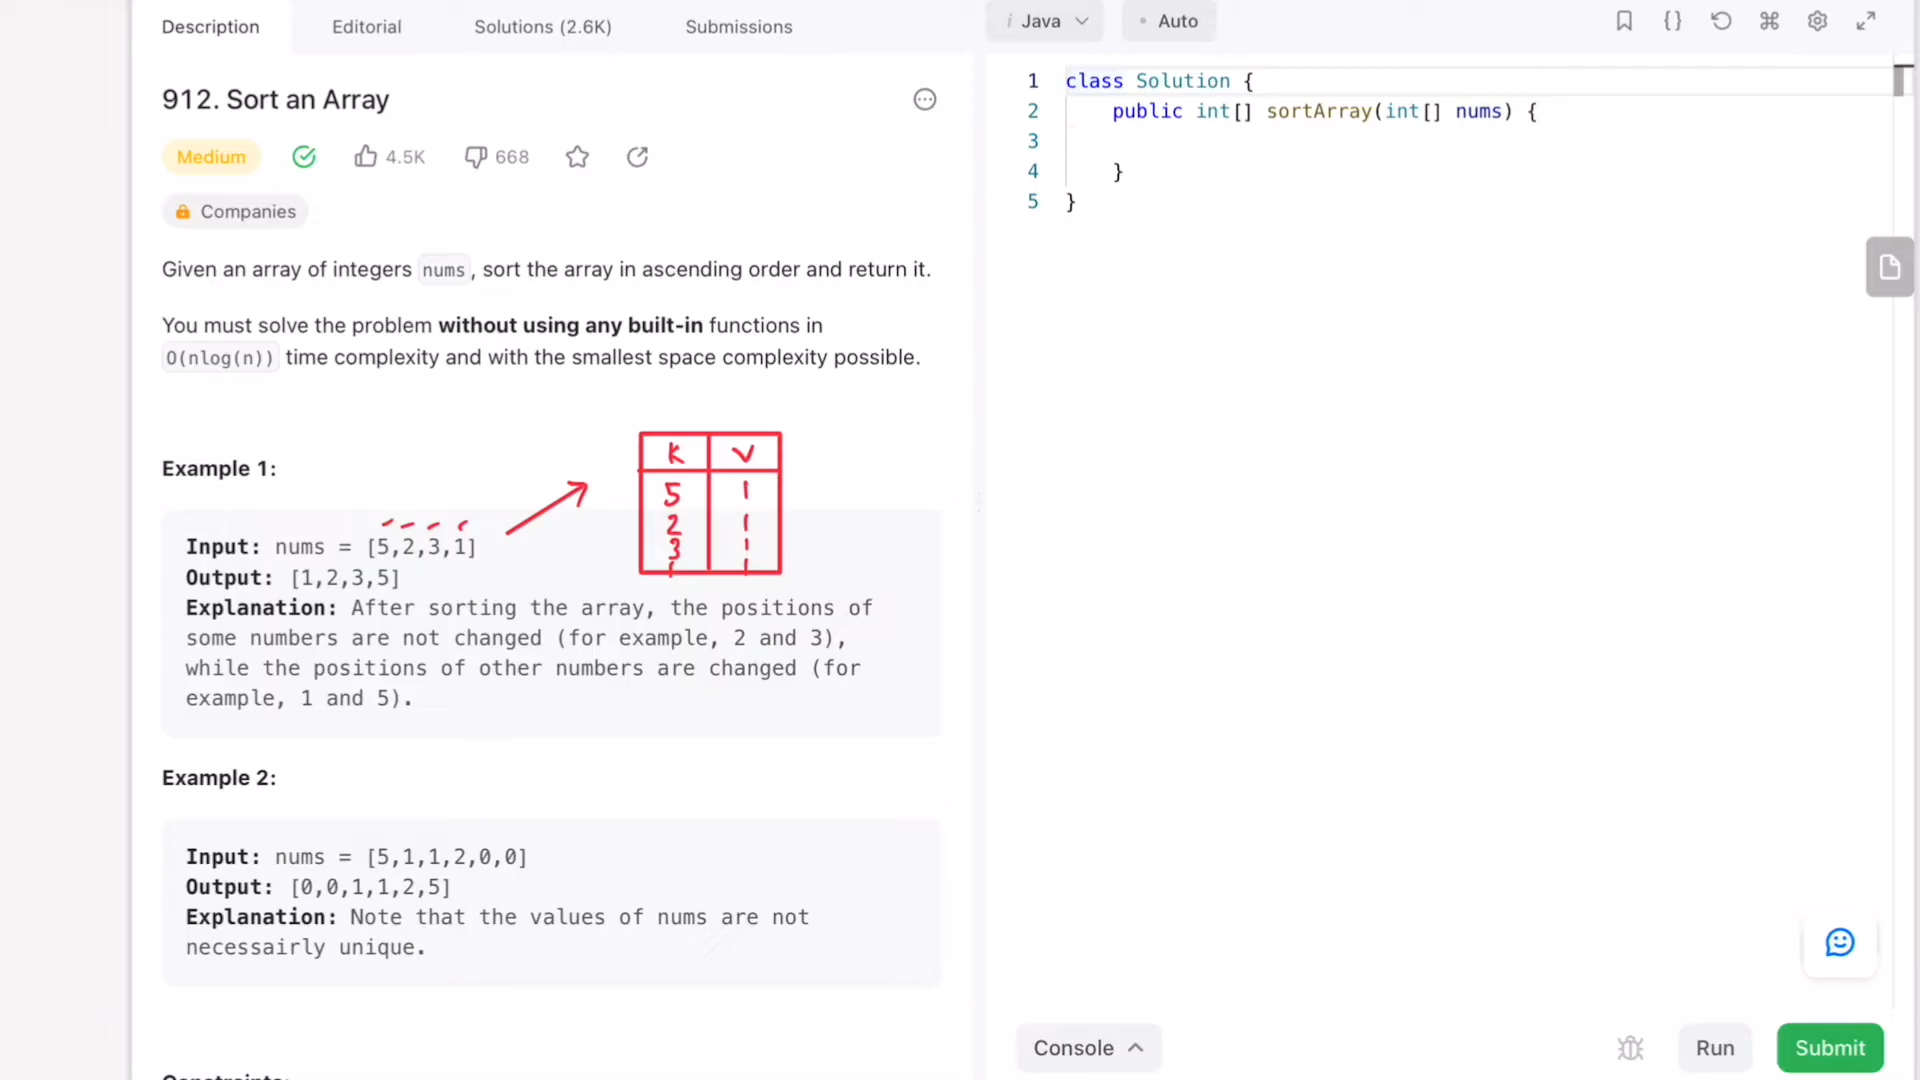 Description Editorial Solutions (2.6K) Submissions
912. Sort an Array
Medium 4.5K 668
Companies
Given an array of integers nums, sort the array in ascending order and return it.
You must solve the problem without using any built-in functions in
O(nlog(n)) time complexity and with the smallest space complexity possible.
Example 1:
Input: nums = [5,2,3,1]
Output: [1,2,3,5]
Explanation: After sorting the array, the positions of
some numbers are not changed (for example, 2 and 3),
while the positions of other numbers are changed (for
example, 1 and 5).
K V
5 1
2 1
3 1
1 1
Example 2:
Input: nums = [5,1,1,2,0,0]
Output: [0,0,1,1,2,5]
Explanation: Note that the values of nums are not
necessairly unique.
Constraints:
i Java Auto
1 class Solution {
2 public int[] sortArray(int[] nums) {
3
4 }
5 }
Console Run Submit